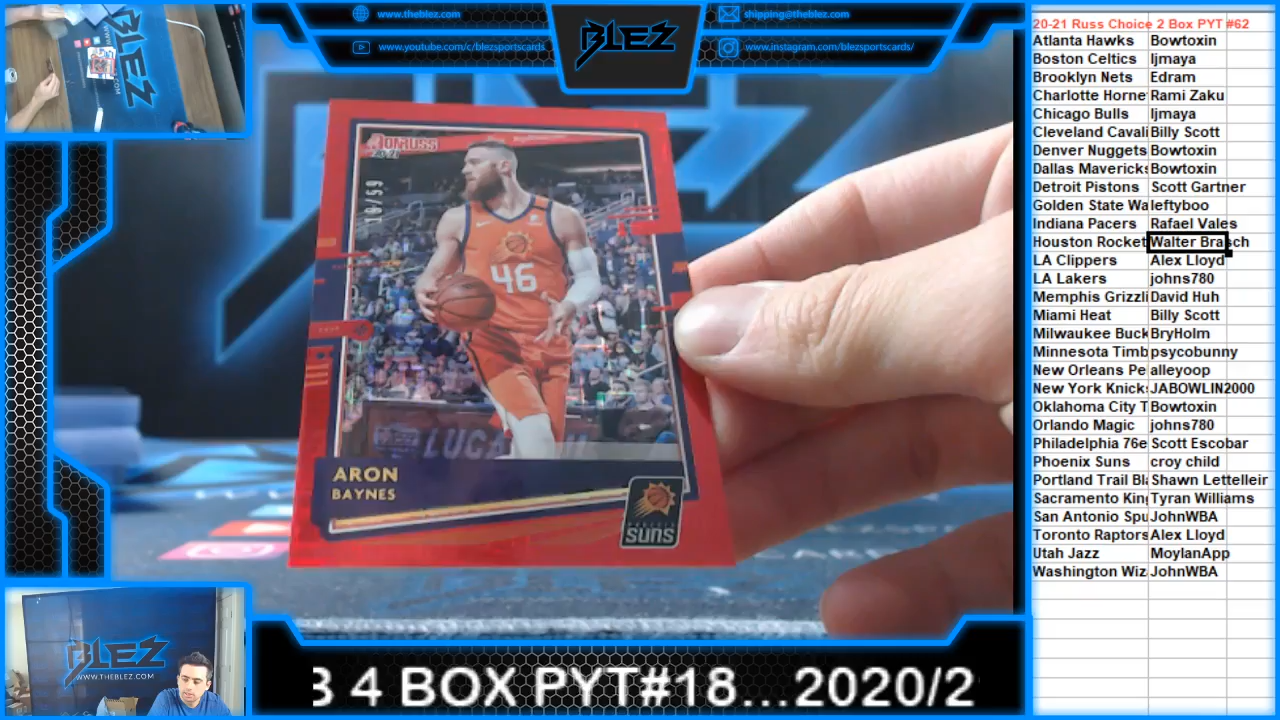 www.theblez.com
shipping@theblez.com
www.youtube.com/c/blezsportscards
www.instagram.com/blezsportscards/
BLEZ
DONRUSS
20-21
46
ARON
BAYNES
SUNS
BLEZ
WWW.THEBLEZ.COM
B 4 BOX PYT#18...2020/2
20-21 Russ Choice 2 Box PYT #62
Atlanta Hawks Bowtoxin
Boston Celtics ljmaya
Brooklyn Nets Edram
Charlotte Horne Rami Zaku
Chicago Bulls ljmaya
Cleveland Cavali Billy Scott
Denver Nuggets Bowtoxin
Dallas Mavericks Bowtoxin
Detroit Pistons Scott Gartner
Golden State Wa leftyboo
Indiana Pacers Rafael Vales
Houston Rocket Walter Brasch
LA Clippers Alex Lloyd
LA Lakers johns780
Memphis Grizzli David Huh
Miami Heat Billy Scott
Milwaukee Buck BryHolm
Minnesota Timb psycobunny
New Orleans Pe alleyoop
New York Knick JABOWLIN2000
Oklahoma City T Bowtoxin
Orlando Magic johns780
Philadelphia 76e Scott Escobar
Phoenix Suns croy child
Portland Trail Bl Shawn Lettelleir
Sacramento King Tyran Williams
San Antonio Spu JohnWBA
Toronto Raptors Alex Lloyd
Utah Jazz MoylanApp
Washington Wiz JohnWBA